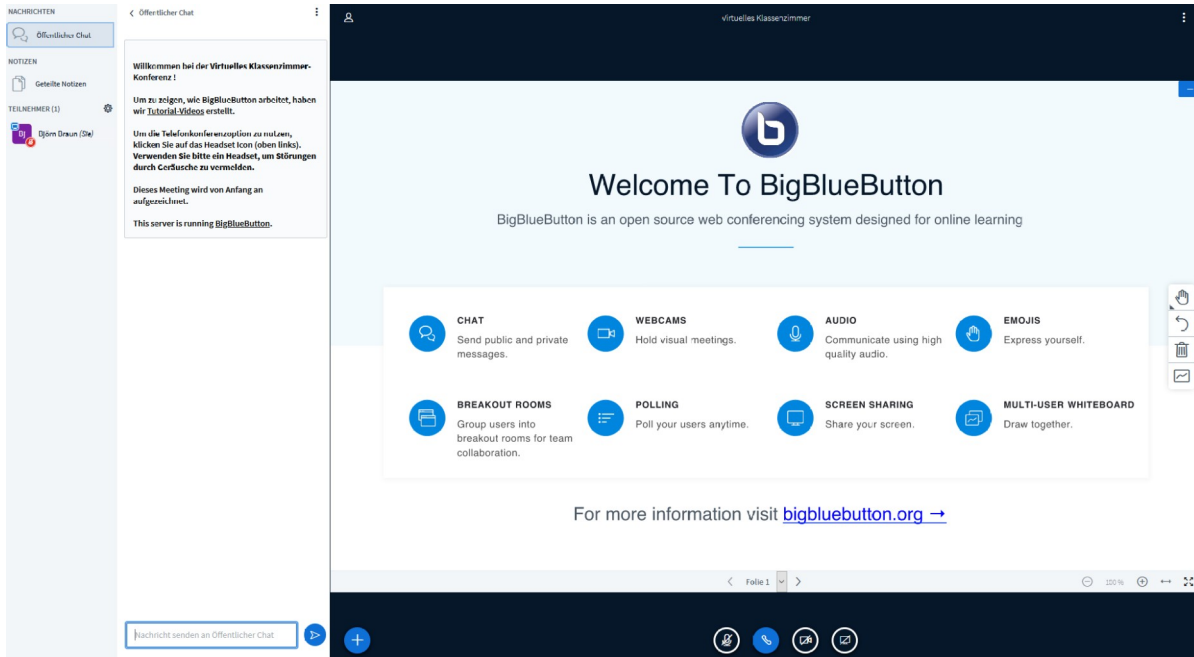 NACHRICHTEN
Öffentlicher Chat
NOTIZEN
Geteilte Notizen
TEILNEHMER (1)
Bj
Björn Braun (Sie)
Öffentlicher Chat
Willkommen bei der Virtuelles Klassenzimmer-
Konferenz !
Um zu zeigen, wie BigBlueButton arbeitet, haben
wir Tutorial-Videos erstellt.
Um die Telefonkonferenzoption zu nutzen,
klicken Sie auf das Headset Icon (oben links).
Verwenden Sie bitte ein Headset, um Störungen
durch Geräusche zu vermeiden.
Dieses Meeting wird von Anfang an
aufgezeichnet.
This server is running BigBlueButton.
Nachricht senden an Öffentlicher Chat
Virtuelles Klassenzimmer
b
Welcome To BigBlueButton
BigBlueButton is an open source web conferencing system designed for online learning
CHAT
Send public and private
messages.
WEBCAMS
Hold visual meetings.
AUDIO
Communicate using high
quality audio.
EMOJIS
Express yourself.
BREAKOUT ROOMS
Group users into
breakout rooms for team
collaboration.
POLLING
Poll your users anytime.
SCREEN SHARING
Share your screen.
MULTI-USER WHITEBOARD
Draw together.
For more information visit bigbluebutton.org →
Folie 1
100%